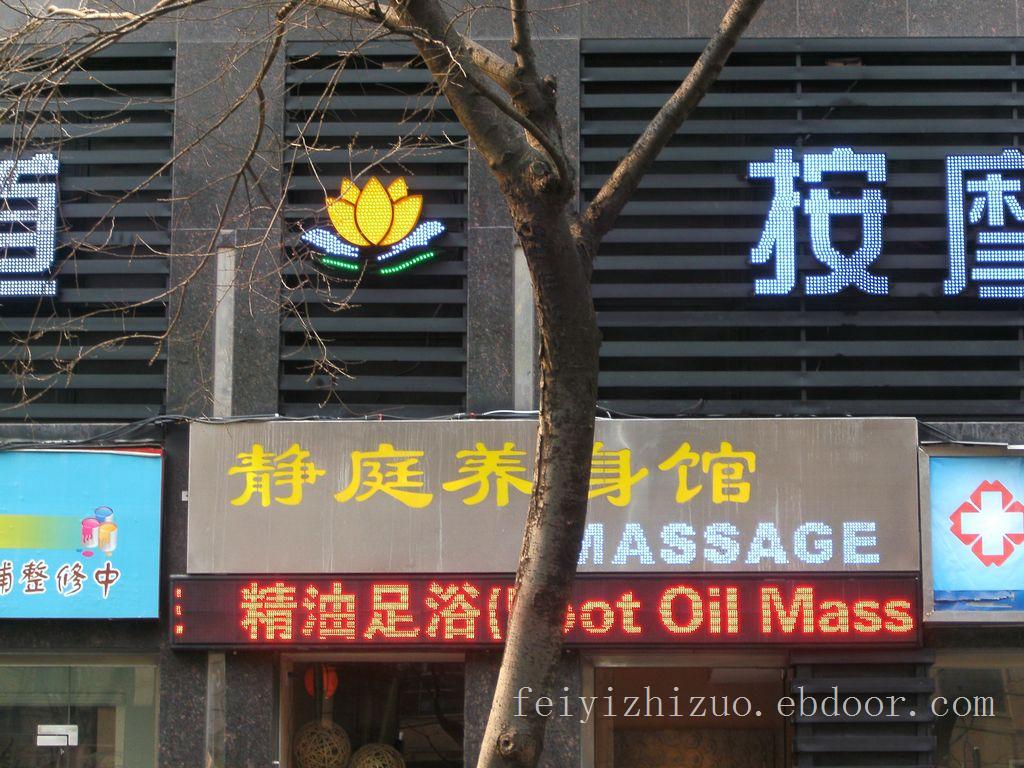 按摩
静庭养身馆
MASSAGE
整修中
精油足浴(Foot Oil Mass
feiyizhizuo.ebdoor.com